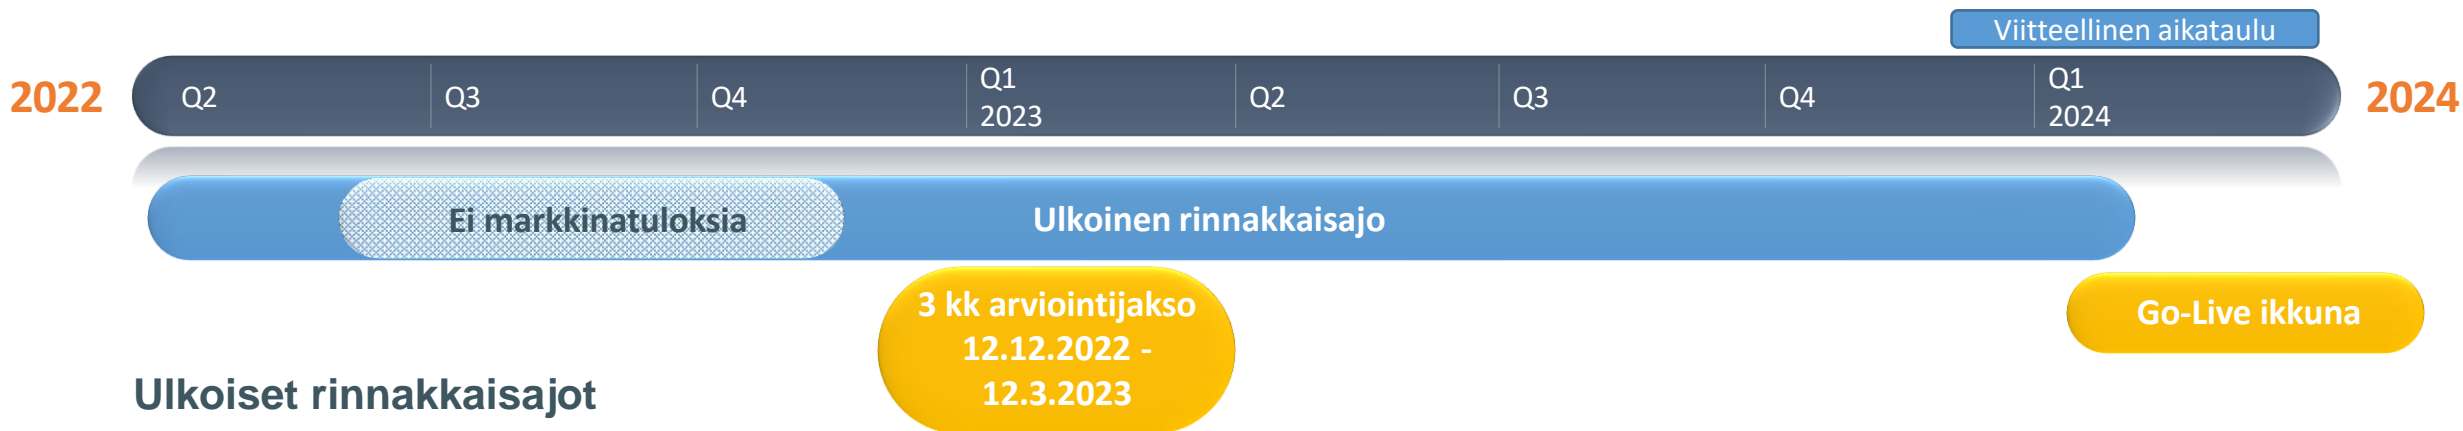 Viitteellinen aikataulu
2022
Q2
Q3
Q4
Q1
2023
Q2
Q3
Q4
Q1
2024
2024
Ei markkinatuloksia
Ulkoinen rinnakkaisajo
3 kk arviointijakso
12.12.2022 -
12.3.2023
Go-Live ikkuna
Ulkoiset rinnakkaisajot